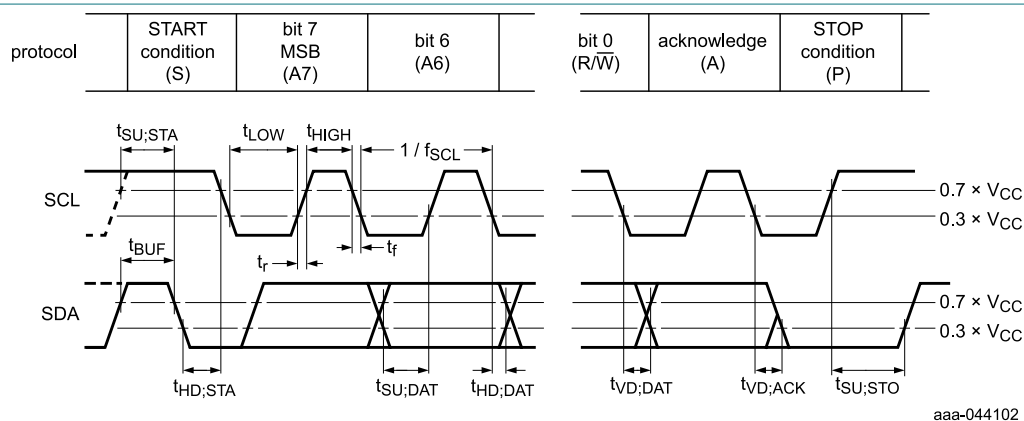 protocol
START
condition
(S)
bit 7
MSB
(A7)
bit 6
(A6)
bit 0
(R/W̅)
acknowledge
(A)
STOP
condition
(P)
tSU;STA
tLOW
tHIGH
1 / fSCL
SCL
0.7 × VCC
0.3 × VCC
tBUF
tr
tf
SDA
0.7 × VCC
0.3 × VCC
tHD;STA
tSU;DAT
tHD;DAT
tVD;DAT
tVD;ACK
tSU;STO
aaa-044102